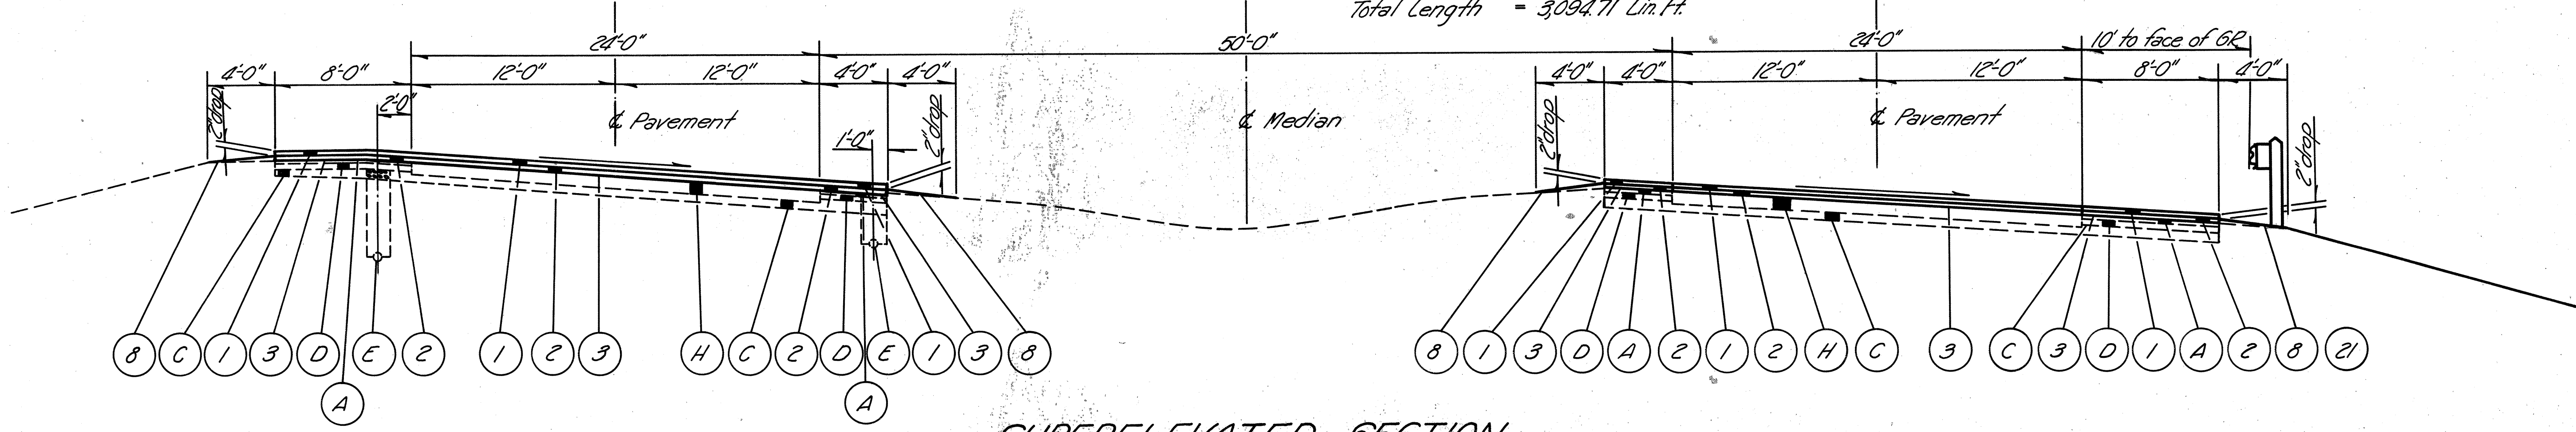 Total Length = 3,094.71 Lin.Ft.
24'-0" 50'-0" 24'-0" 10' to face of GR
4'-0" 8'-0" 12'-0" 12'-0" 4'-0" 4'-0" 4'-0" 4'-0" 12'-0" 12'-0" 8'-0" 4'-0"
2" drop 2'-0" ℄ Pavement 1'-0" 2" drop ℄ Median 2" drop ℄ Pavement 2" drop
8 C 1 3 D E 2 1 2 3 H C 2 D E 1 3 8 8 1 3 D A 2 1 2 H C 3 C 3 D 1 A 2 8 21
A A
SUPERELEVATED SECTION